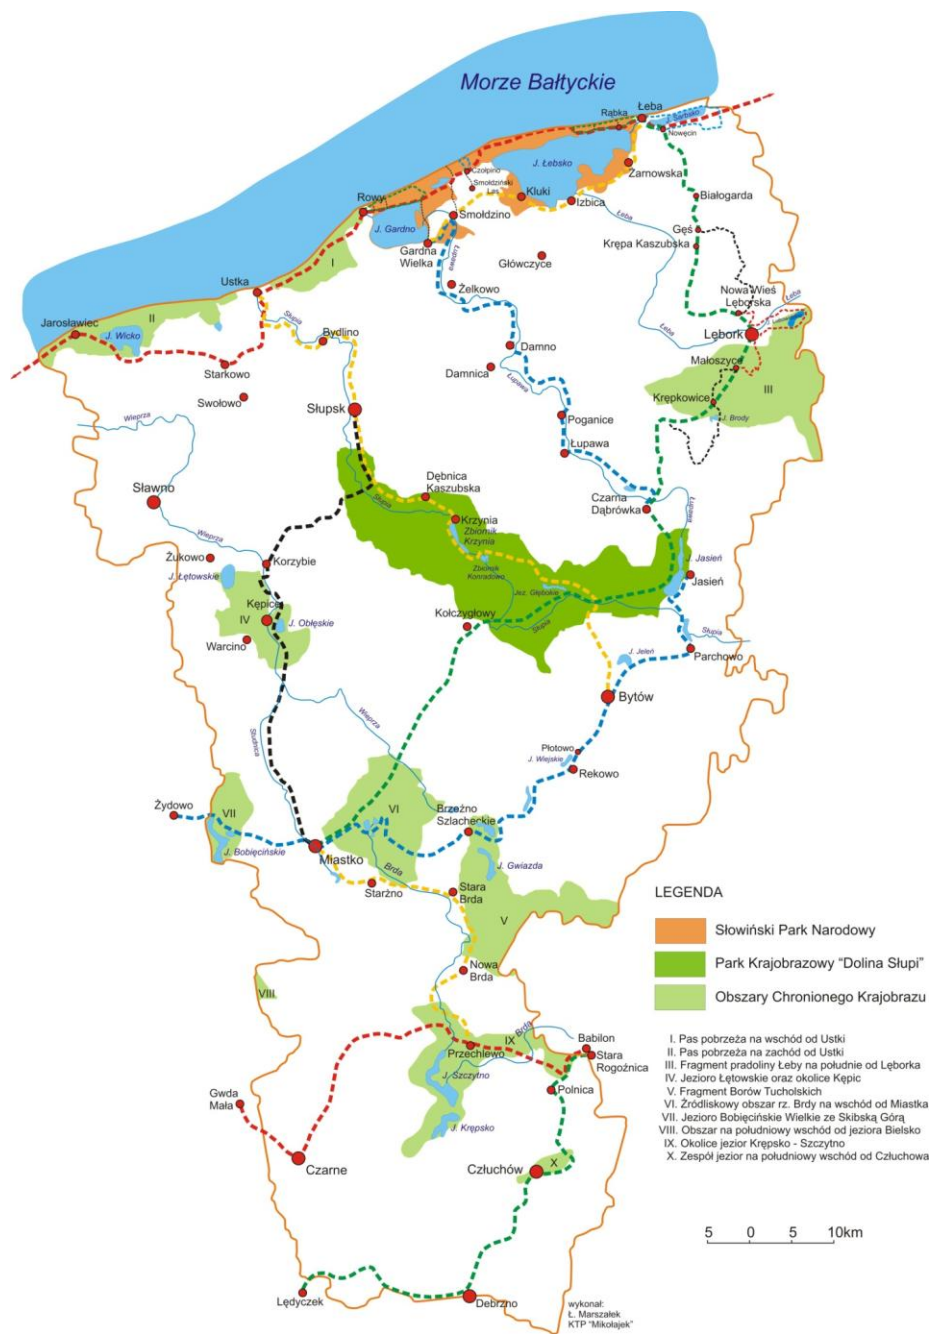 Morze Bałtyckie
Łeba
Rąbka
J. Sarbsko
Nowęcin
J. Łebsko
Czołpino
Smołdziński
Las
Żarnowska
Kluki
Izbica
Białogarda
Rowy
J. Gardno
Smołdzino
Gardna
Wielka
Łupawa
Łeba
Gęś
Krępa Kaszubska
Główczyce
I
Ustka
Żelkowo
Nowa Wieś
Lęborska
Łeba
Jarosławiec
II
J. Wicko
Słupia
Bydlino
Łeba
Lębork
Starkowo
Damno
Damnica
Łupawa
Małoszyce
III
Swołowo
Słupsk
Krępkowice
J. Brody
Wieprza
Poganice
Łupawa
Sławno
Dębnica
Kaszubska
Słupia
Krzynia
Zbiornik
Krzynia
Czarna
Dąbrówka
Łupawa
Wieprza
Żukowo
Korzybie
J. Łętowskie
Zbiornik
Konradowo
J. Jasień
Jasień
Jez. Głębokie
Kępice
IV
J. Obłęskie
Kołczygłowy
Słupia
Słupia
Warcino
Parchowo
J. Jeleń
Bytów
Wieprza
Studnica
Płotowo
J. Wiejskie
Rekowo
Żydowo
VII
VI
Brzeźno
Szlacheckie
J. Bobięcińskie
Miastko
Brda
J. Gwiazda
Starżno
Stara
Brda
V
Nowa
Brda
VIII
Brda
IX
Babilon
Przechlewo
Stara
Rogoźnica
J. Szczytno
Polnica
Gwda
Mała
J. Krępsko
Czarne
Człuchów
X
Lędyczek
Debrzno
LEGENDA
Słowiński Park Narodowy
Park Krajobrazowy "Dolina Słupi"
Obszary Chronionego Krajobrazu
I. Pas pobrzeża na wschód od Ustki
II. Pas pobrzeża na zachód od Ustki
III. Fragment pradoliny Łeby na południe od Lęborka
IV. Jezioro Łętowskie oraz okolice Kępic
V. Fragment Borów Tucholskich
VI. Źródliskowy obszar rz. Brdy na wschód od Miastka
VII. Jezioro Bobięcińskie Wielkie ze Skibską Górą
VIII. Obszar na południowy wschód od jeziora Bielsko
IX. Okolice jezior Krępsko - Szczytno
X. Zespół jezior na południowy wschód od Człuchowa
5 0 5 10km
wykonał:
Ł. Marszałek
KTP "Mikołajek"